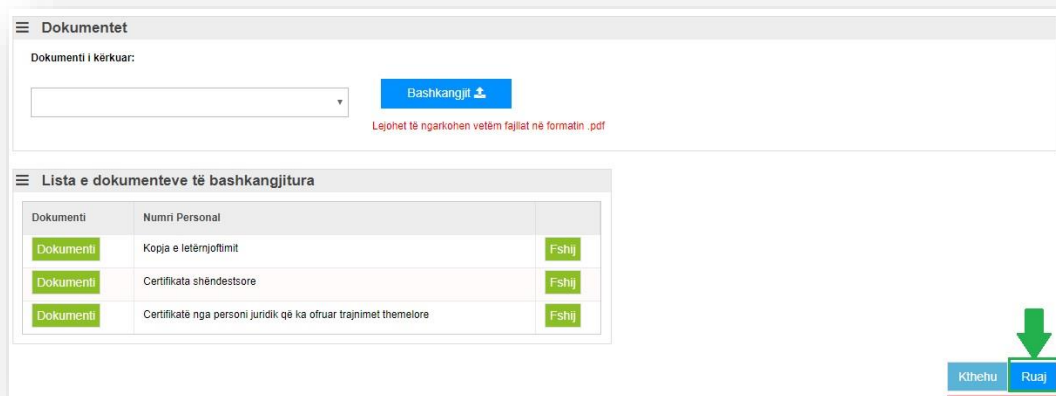 Dokumentet
Dokumenti i kërkuar:
Bashkangjit
Lejohet të ngarkohen vetëm fajllat në formatin .pdf
Lista e dokumenteve të bashkangjitura
Dokumenti Numri Personal
Dokumenti Kopja e letërnjoftimit Fshij
Dokumenti Certifikata shëndestsore Fshij
Dokumenti Certifikatë nga personi juridik që ka ofruar trajnimet themelore Fshij
Kthehu Ruaj